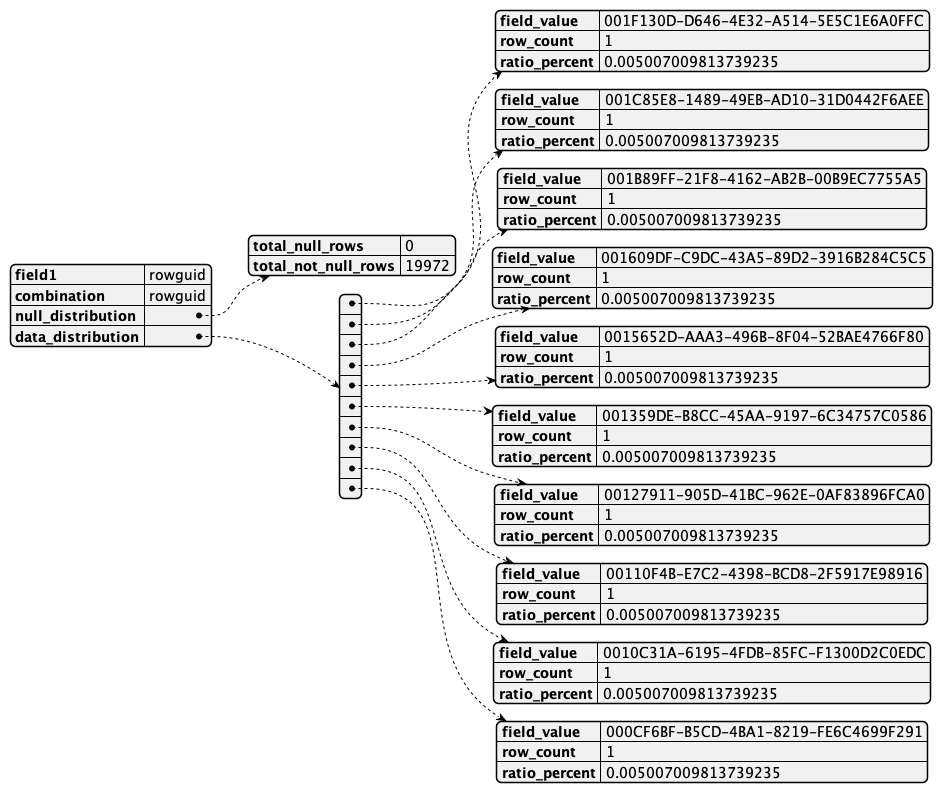 field1 rowguid
combination rowguid
null_distribution
data_distribution
total_null_rows 0
total_not_null_rows 19972
field_value 001F130D-D646-4E32-A514-5E5C1E6A0FFC
row_count 1
ratio_percent 0.005007009813739235
field_value 001C85E8-1489-49EB-AD10-31D0442F6AEE
row_count 1
ratio_percent 0.005007009813739235
field_value 001B89FF-21F8-4162-AB2B-00B9EC7755A5
row_count 1
ratio_percent 0.005007009813739235
field_value 001609DF-C9DC-43A5-89D2-3916B284C5C5
row_count 1
ratio_percent 0.005007009813739235
field_value 0015652D-AAA3-496B-8F04-52BAE4766F80
row_count 1
ratio_percent 0.005007009813739235
field_value 001359DE-B8CC-45AA-9197-6C34757C0586
row_count 1
ratio_percent 0.005007009813739235
field_value 00127911-905D-41BC-962E-0AF83896FCA0
row_count 1
ratio_percent 0.005007009813739235
field_value 00110F4B-E7C2-4398-BCD8-2F5917E98916
row_count 1
ratio_percent 0.005007009813739235
field_value 0010C31A-6195-4FDB-85FC-F1300D2C0EDC
row_count 1
ratio_percent 0.005007009813739235
field_value 000CF6BF-B5CD-4BA1-8219-FE6C4699F291
row_count 1
ratio_percent 0.005007009813739235